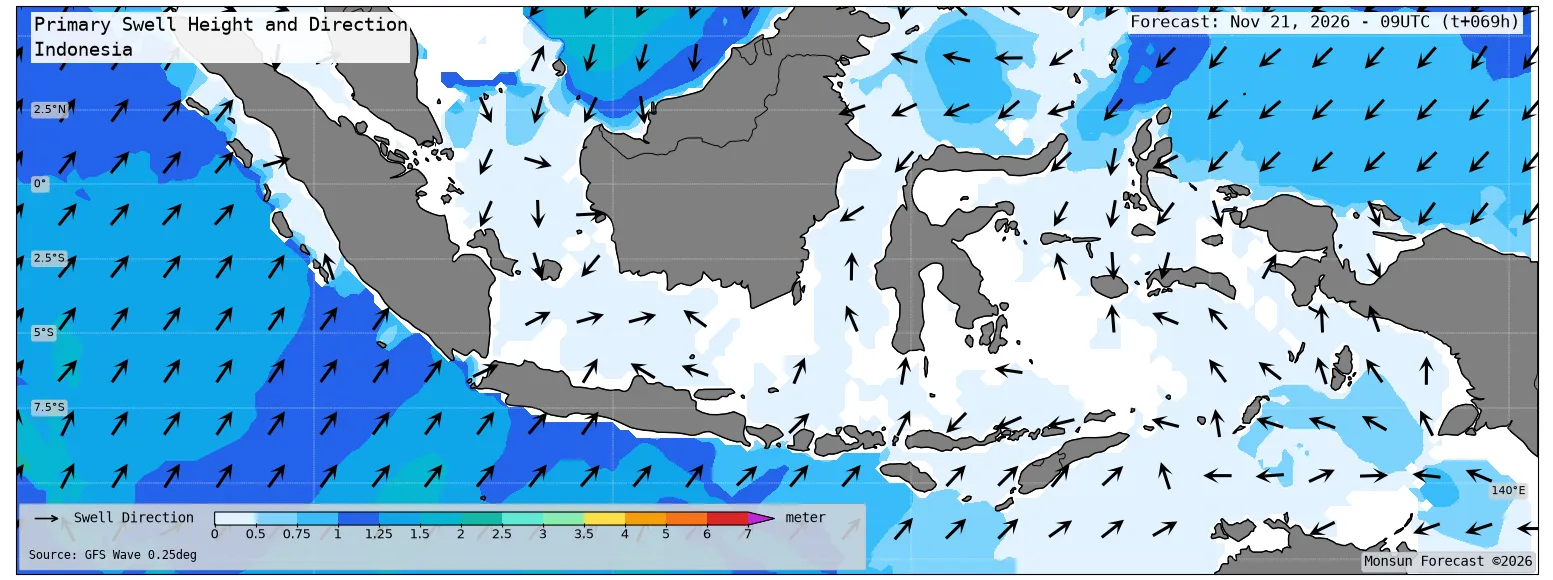 Primary Swell Height and Direction
Indonesia
Forecast: Nov 21, 2026 - 09UTC (t+069h)
2.5°N
0°
2.5°S
5°S
7.5°S
140°E
Swell Direction
0 0.5 0.75 1 1.25 1.5 2 2.5 3 3.5 4 5 6 7
meter
Source: GFS Wave 0.25deg
Monsun Forecast ©2026